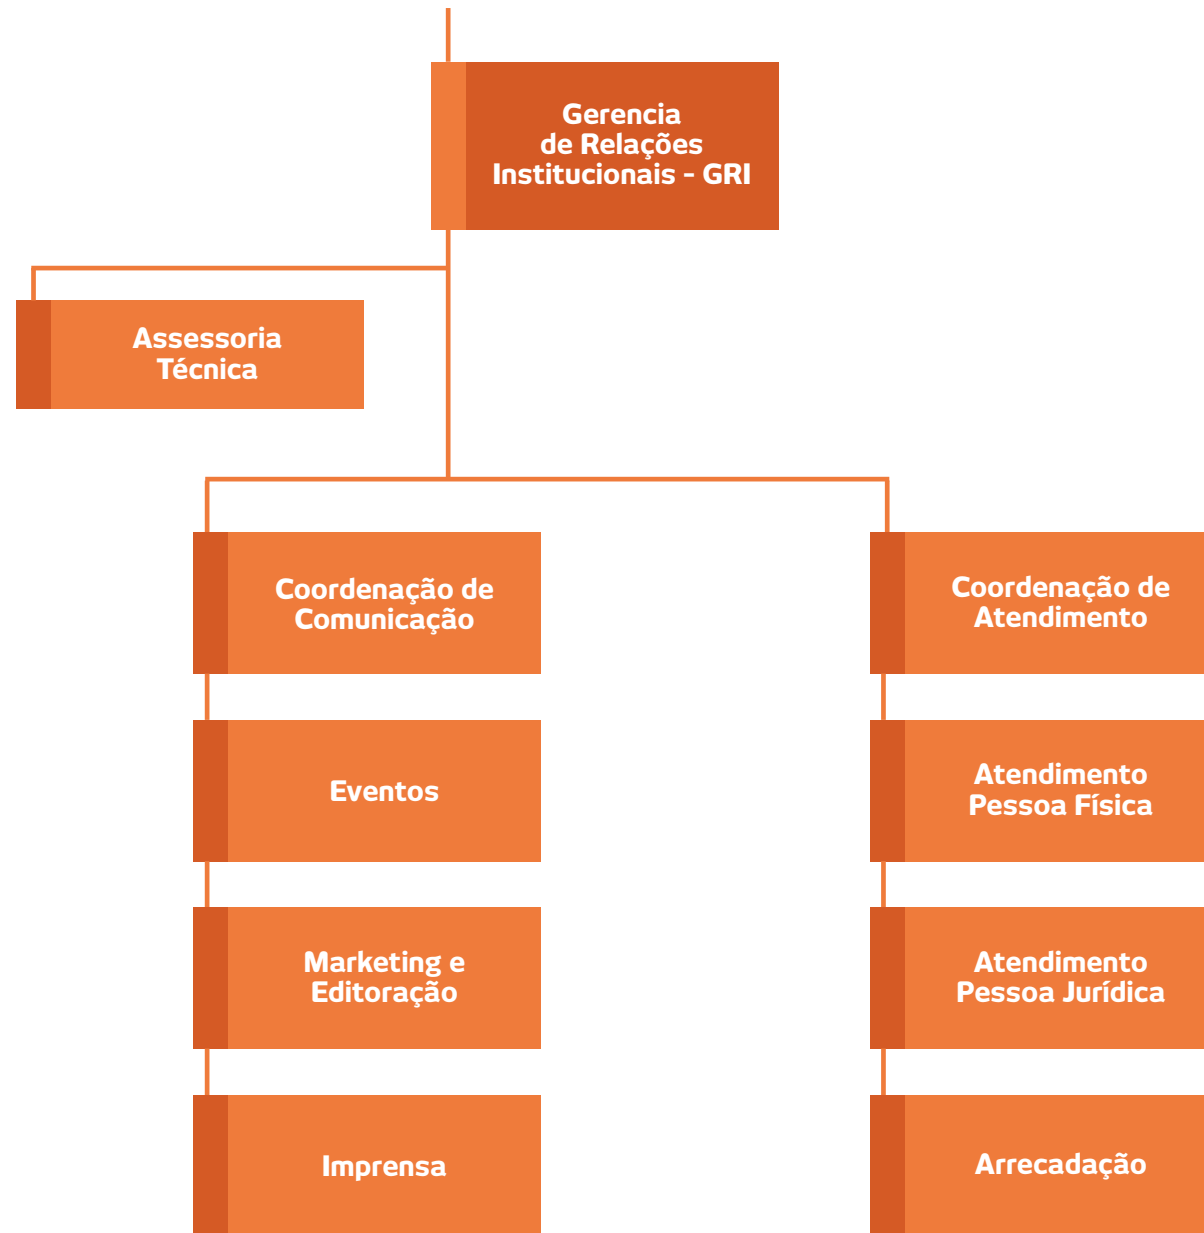 Gerencia
de Relações
Institucionais - GRI
Assessoria
Técnica
Coordenação de
Comunicação
Eventos
Marketing e
Editoração
Imprensa
Coordenação de
Atendimento
Atendimento
Pessoa Física
Atendimento
Pessoa Jurídica
Arrecadação